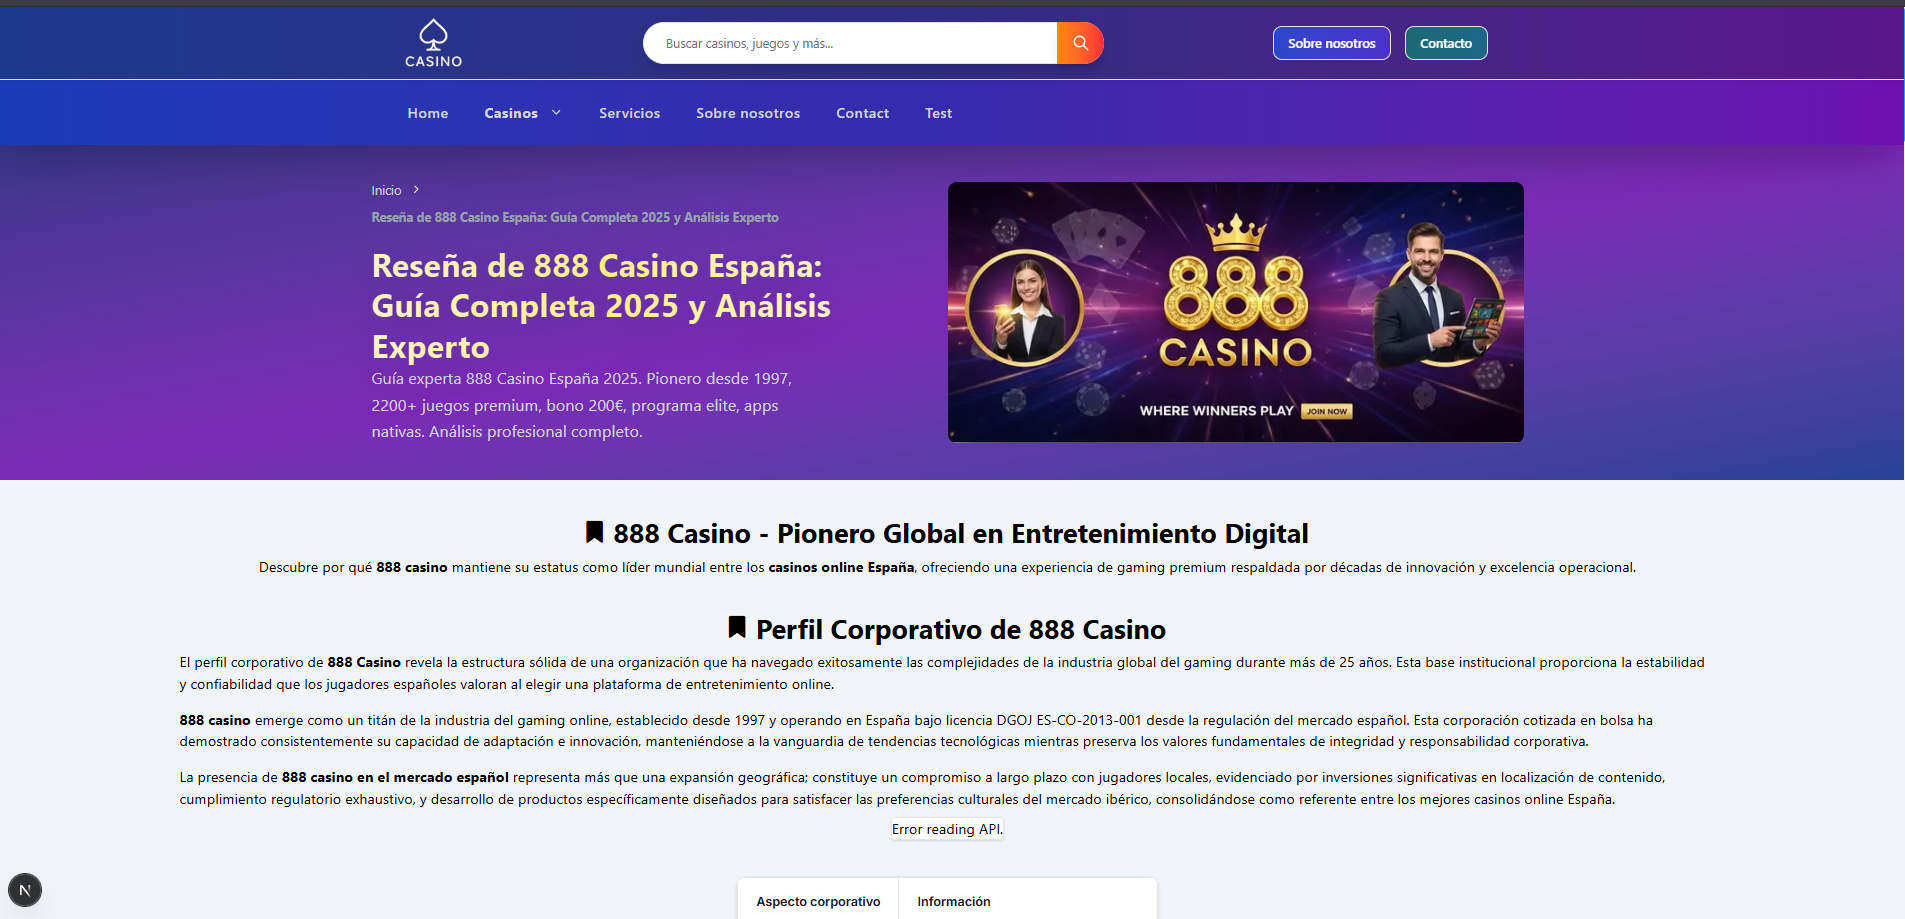 CASINO
Buscar casinos, juegos y más...
Sobre nosotros
Contacto
Home
Casinos
Servicios
Sobre nosotros
Contact
Test
Inicio
Reseña de 888 Casino España: Guía Completa 2025 y Análisis Experto
Reseña de 888 Casino España:
Guía Completa 2025 y Análisis
Experto
Guía experta 888 Casino España 2025. Pionero desde 1997,
2200+ juegos premium, bono 200€, programa elite, apps
nativas. Análisis profesional completo.
888
CASINO
WHERE WINNERS PLAY JOIN NOW
888 Casino - Pionero Global en Entretenimiento Digital
Descubre por qué 888 casino mantiene su estatus como líder mundial entre los casinos online España, ofreciendo una experiencia de gaming premium respaldada por décadas de innovación y excelencia operacional.
Perfil Corporativo de 888 Casino
El perfil corporativo de 888 Casino revela la estructura sólida de una organización que ha navegado exitosamente las complejidades de la industria global del gaming durante más de 25 años. Esta base institucional proporciona la estabilidad
y confiabilidad que los jugadores españoles valoran al elegir una plataforma de entretenimiento online.
888 casino emerge como un titán de la industria del gaming online, establecido desde 1997 y operando en España bajo licencia DGOJ ES-CO-2013-001 desde la regulación del mercado español. Esta corporación cotizada en bolsa ha
demostrado consistentemente su capacidad de adaptación e innovación, manteniéndose a la vanguardia de tendencias tecnológicas mientras preserva los valores fundamentales de integridad y responsabilidad corporativa.
La presencia de 888 casino en el mercado español representa más que una expansión geográfica; constituye un compromiso a largo plazo con jugadores locales, evidenciado por inversiones significativas en localización de contenido,
cumplimiento regulatorio exhaustivo, y desarrollo de productos específicamente diseñados para satisfacer las preferencias culturales del mercado ibérico, consolidándose como referente entre los mejores casinos online España.
Error reading API.
N
Aspecto corporativo
Información